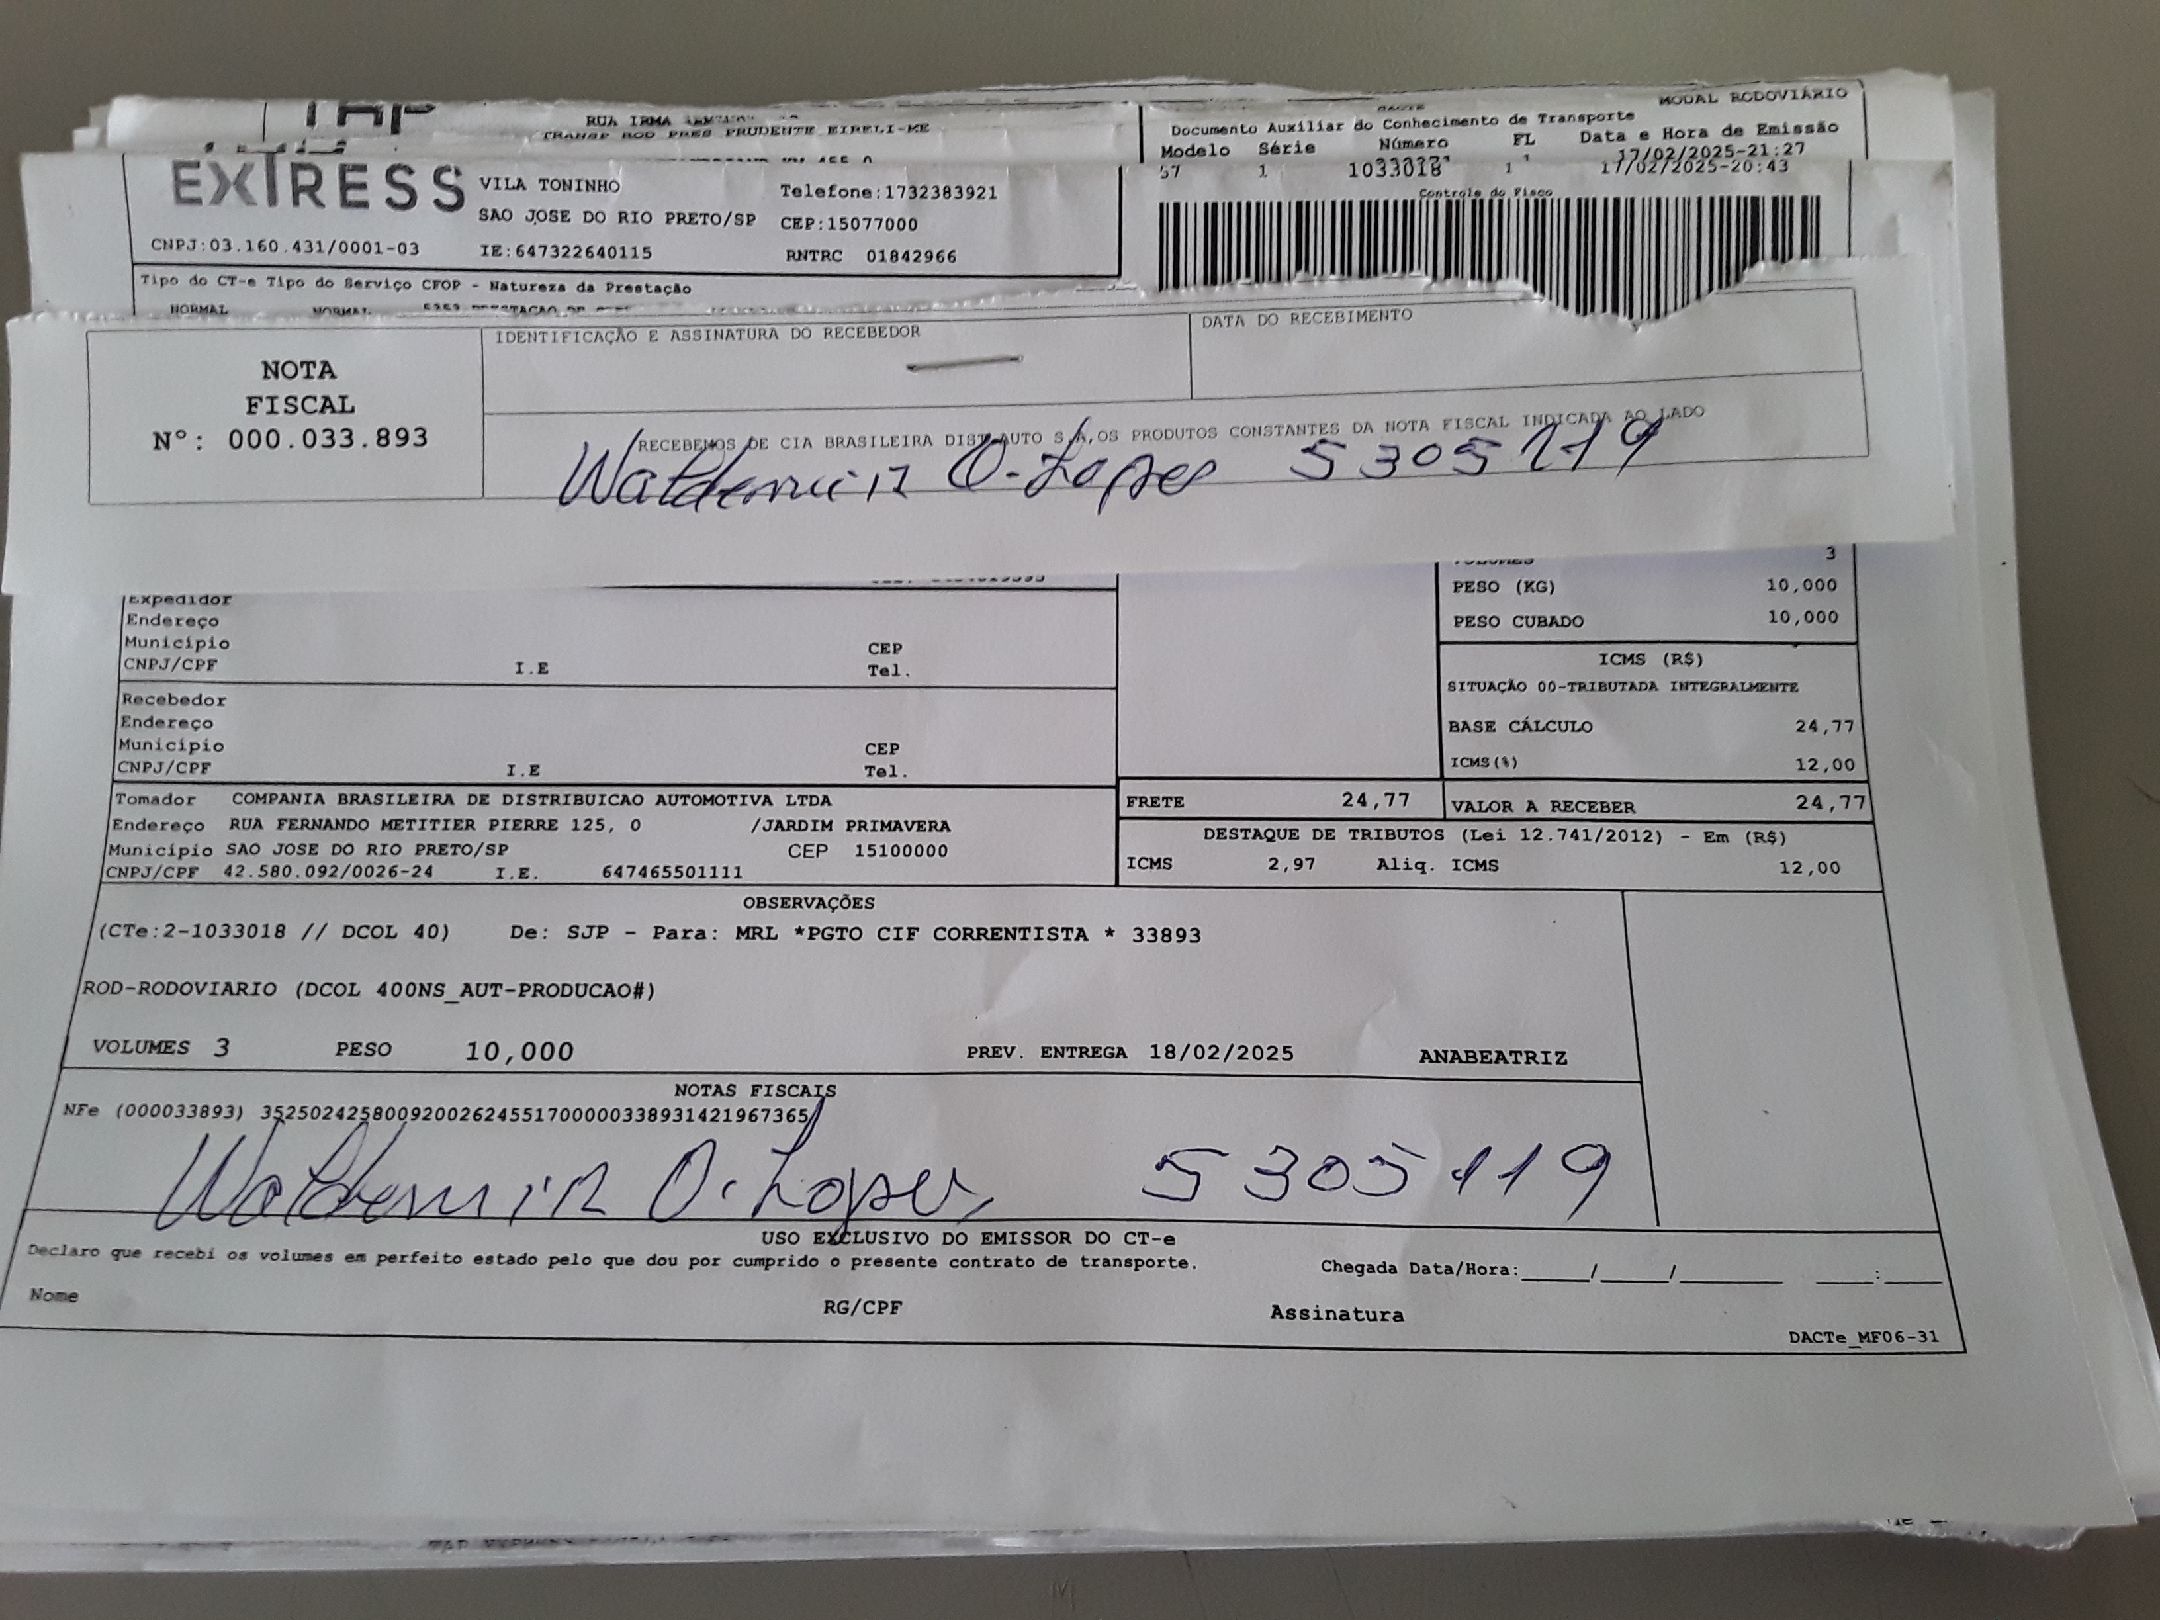 MODAL RODOVIÁRIO
RUA IRMA
TRANSP ROD PRES PRUDENTE EIRELI-ME
Documento Auxiliar do Conhecimento de Transporte
Modelo Série Número FL Data e Hora de Emissão
17/02/2025-21:27
57 1 1033018 1 17/02/2025-20:43
Controle do Fisco
VILA TONINHO Telefone:1732383921
SAO JOSE DO RIO PRETO/SP CEP:15077000
CNPJ:03.160.431/0001-03 IE:647322640115 RNTRC 01842966
Tipo do CT-e Tipo do Serviço CFOP - Natureza da Prestação
NORMAL NORMAL
NOTA
FISCAL
Nº: 000.033.893
IDENTIFICAÇÃO E ASSINATURA DO RECEBEDOR
DATA DO RECEBIMENTO
RECEBEMOS DE CIA BRASILEIRA DIST AUTO S/A,OS PRODUTOS CONSTANTES DA NOTA FISCAL INDICADA AO LADO
Waldemir O. Lopes 5305119
VOLUMES 3
PESO (KG) 10,000
PESO CUBADO 10,000
Expedidor
Endereço
Município CEP
CNPJ/CPF I.E Tel.
ICMS (R$)
SITUAÇÃO 00-TRIBUTADA INTEGRALMENTE
BASE CÁLCULO 24,77
ICMS(%) 12,00
Recebedor
Endereço
Município CEP
CNPJ/CPF I.E Tel.
Tomador COMPANIA BRASILEIRA DE DISTRIBUICAO AUTOMOTIVA LTDA
Endereço RUA FERNANDO METITIER PIERRE 125, 0 /JARDIM PRIMAVERA
Município SAO JOSE DO RIO PRETO/SP CEP 15100000
CNPJ/CPF 42.580.092/0026-24 I.E. 647465501111
FRETE 24,77 VALOR A RECEBER 24,77
DESTAQUE DE TRIBUTOS (Lei 12.741/2012) - Em (R$)
ICMS 2,97 Aliq. ICMS 12,00
OBSERVAÇÕES
(CTe:2-1033018 // DCOL 40) De: SJP - Para: MRL *PGTO CIF CORRENTISTA * 33893
ROD-RODOVIARIO (DCOL 400NS_AUT-PRODUCAO#)
VOLUMES 3 PESO 10,000 PREV. ENTREGA 18/02/2025 ANABEATRIZ
NOTAS FISCAIS
NFe (000033893) 35250242580092002624551700000338931421967365
Waldemir O. Lopes 5305119
USO EXCLUSIVO DO EMISSOR DO CT-e
Declaro que recebi os volumes em perfeito estado pelo que dou por cumprido o presente contrato de transporte.
Chegada Data/Hora:_____/_____/_________ _____:_____
Nome RG/CPF Assinatura
DACTe_MF06-31